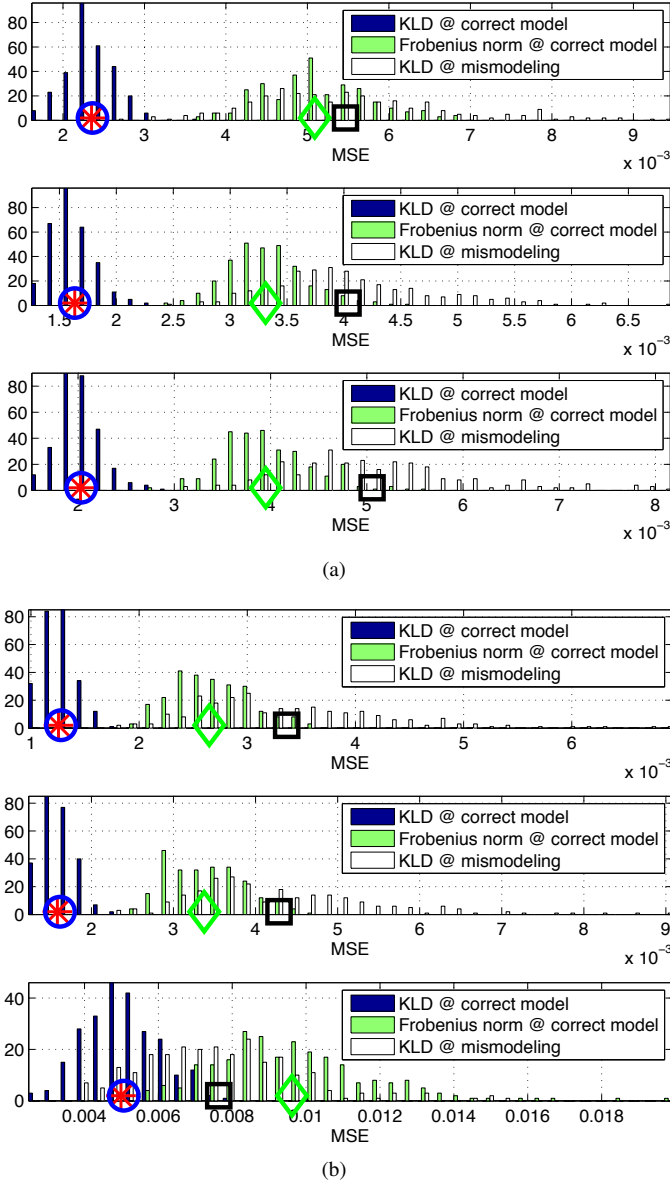 80
60
40
20
0
KLD @ correct model
Frobenius norm @ correct model
KLD @ mismodeling
2 3 4 5 6 7 8 9
MSE
x 10⁻³
80
60
40
20
0
KLD @ correct model
Frobenius norm @ correct model
KLD @ mismodeling
1.5 2 2.5 3 3.5 4 4.5 5 5.5 6 6.5
MSE
x 10⁻³
80
60
40
20
0
KLD @ correct model
Frobenius norm @ correct model
KLD @ mismodeling
2 3 4 5 6 7 8
MSE
x 10⁻³
(a)
80
60
40
20
0
KLD @ correct model
Frobenius norm @ correct model
KLD @ mismodeling
1 2 3 4 5 6
MSE
x 10⁻³
80
60
40
20
0
KLD @ correct model
Frobenius norm @ correct model
KLD @ mismodeling
2 3 4 5 6 7 8 9
MSE
x 10⁻³
40
20
0
KLD @ correct model
Frobenius norm @ correct model
KLD @ mismodeling
0.004 0.006 0.008 0.01 0.012 0.014 0.016 0.018
MSE
(b)